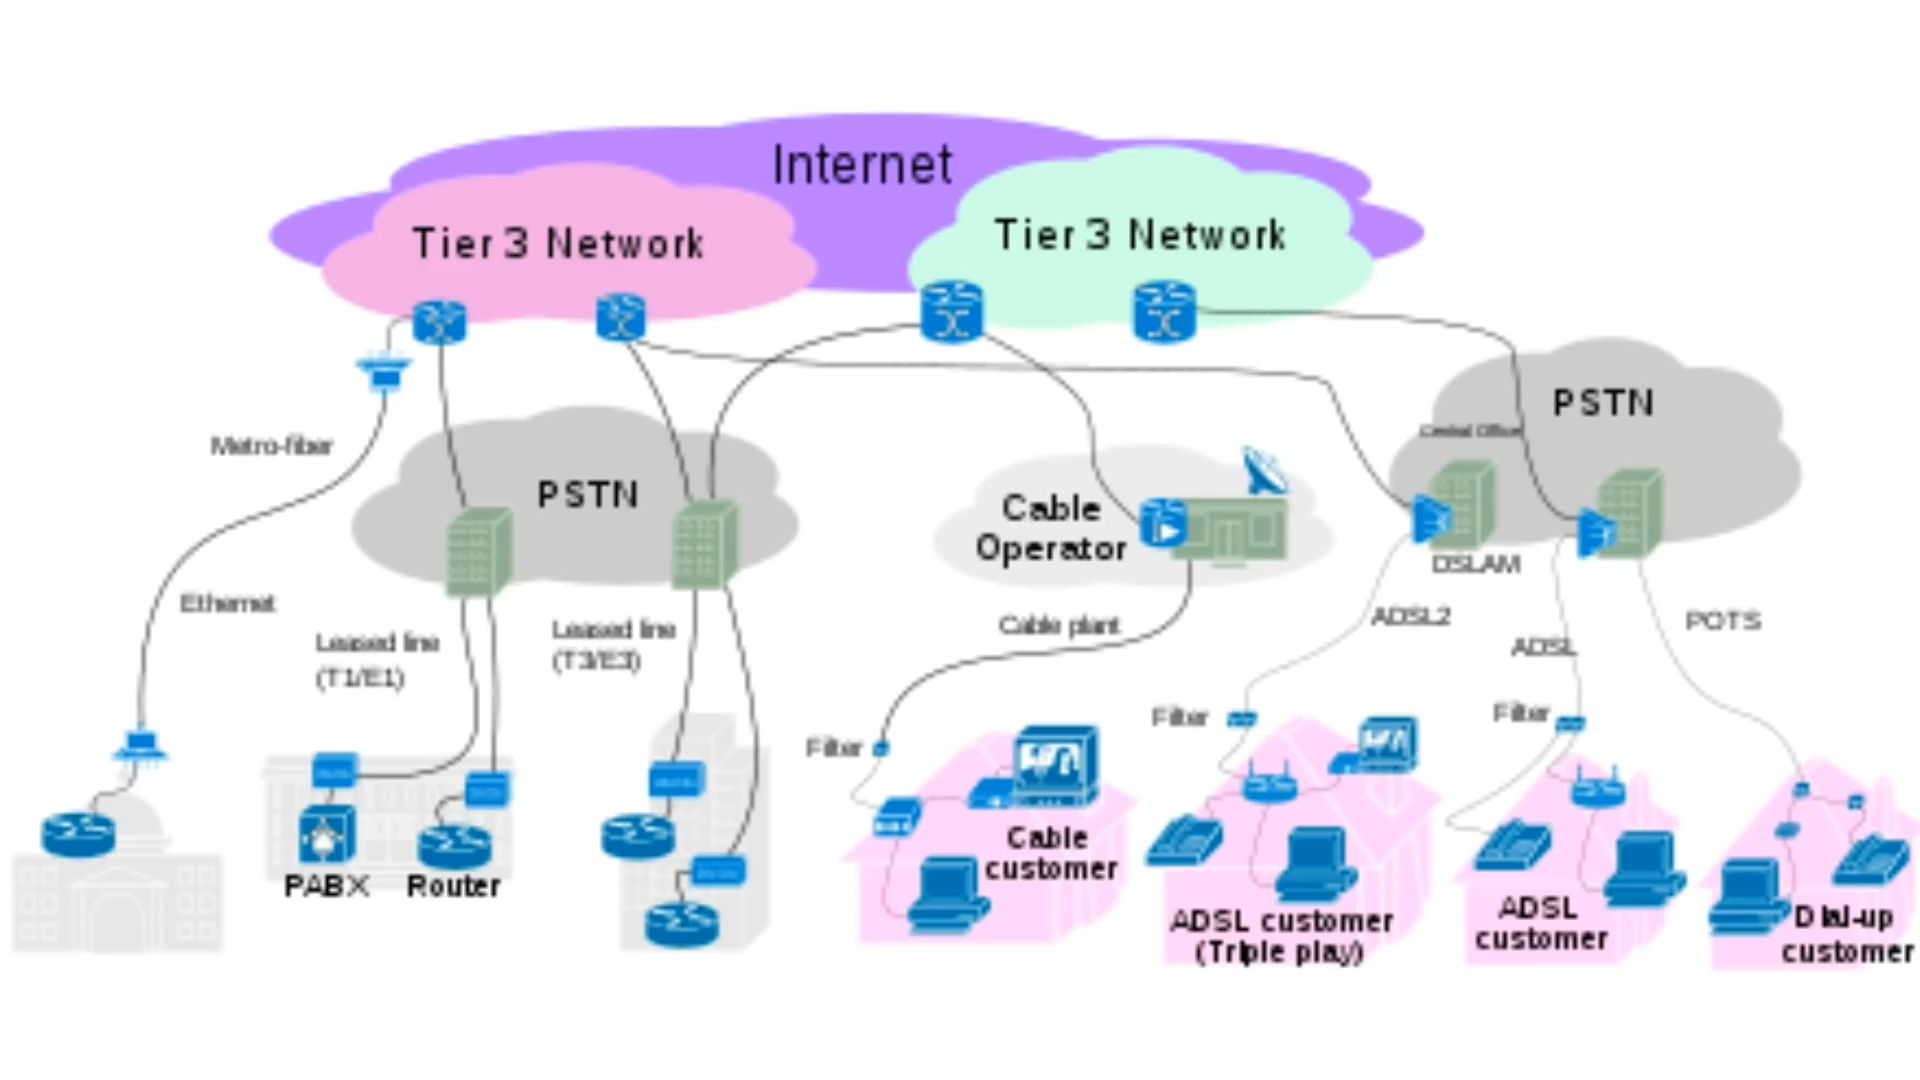 Internet
Tier 3 Network
Tier 3 Network
PSTN
Central Office
Metro-fiber
PSTN
Cable
Operator
DSLAM
Ethernet
Leased line
(T1/E1)
Leased line
(T3/E3)
Cable plant
ADSL2
ADSL
POTS
Filter
Filter
Filter
PABX
Router
Cable
customer
ADSL customer
(Triple play)
ADSL
customer
Dial-up
customer